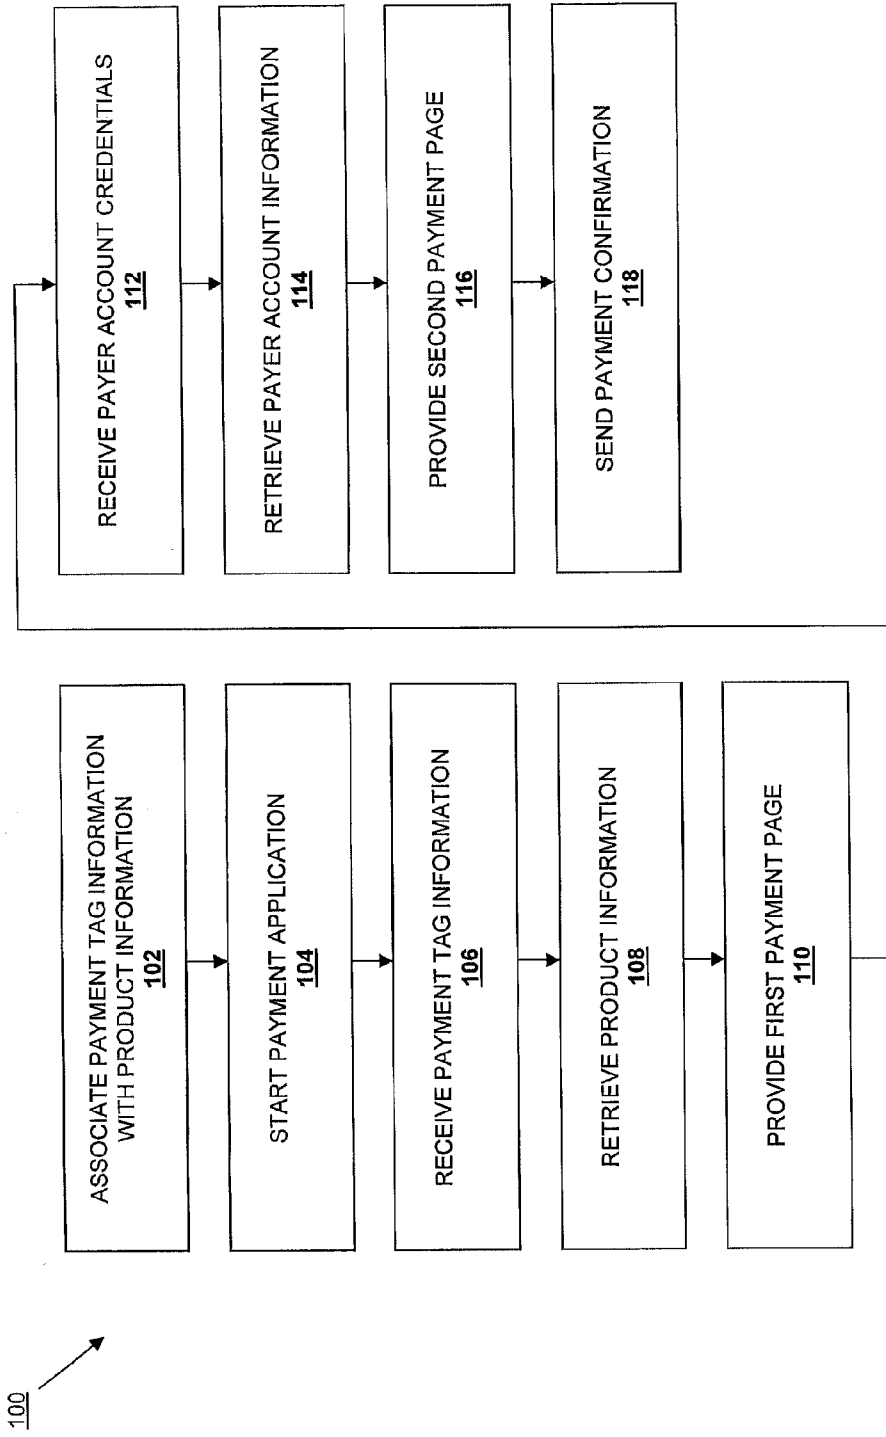 100
ASSOCIATE PAYMENT TAG INFORMATION
WITH PRODUCT INFORMATION
102
START PAYMENT APPLICATION
104
RECEIVE PAYMENT TAG INFORMATION
106
RETRIEVE PRODUCT INFORMATION
108
PROVIDE FIRST PAYMENT PAGE
110
RECEIVE PAYER ACCOUNT CREDENTIALS
112
RETRIEVE PAYER ACCOUNT INFORMATION
114
PROVIDE SECOND PAYMENT PAGE
116
SEND PAYMENT CONFIRMATION
118